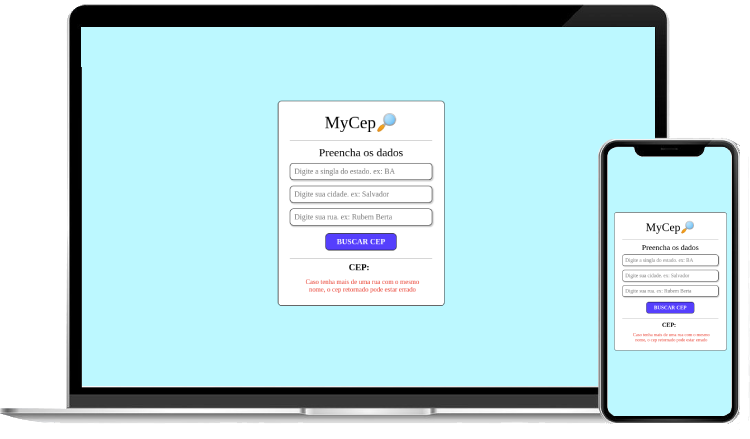 MyCep
Preencha os dados
Digite a singla do estado. ex: BA
Digite sua cidade. ex: Salvador
Digite sua rua. ex: Rubem Berta
BUSCAR CEP
CEP:
Caso tenha mais de uma rua com o mesmo
nome, o cep retornado pode estar errado
MyCep
Preencha os dados
Digite a singla do estado. ex: BA
Digite sua cidade. ex: Salvador
Digite sua rua. ex: Rubem Berta
BUSCAR CEP
CEP:
Caso tenha mais de uma rua com o mesmo
nome, o cep retornado pode estar errado